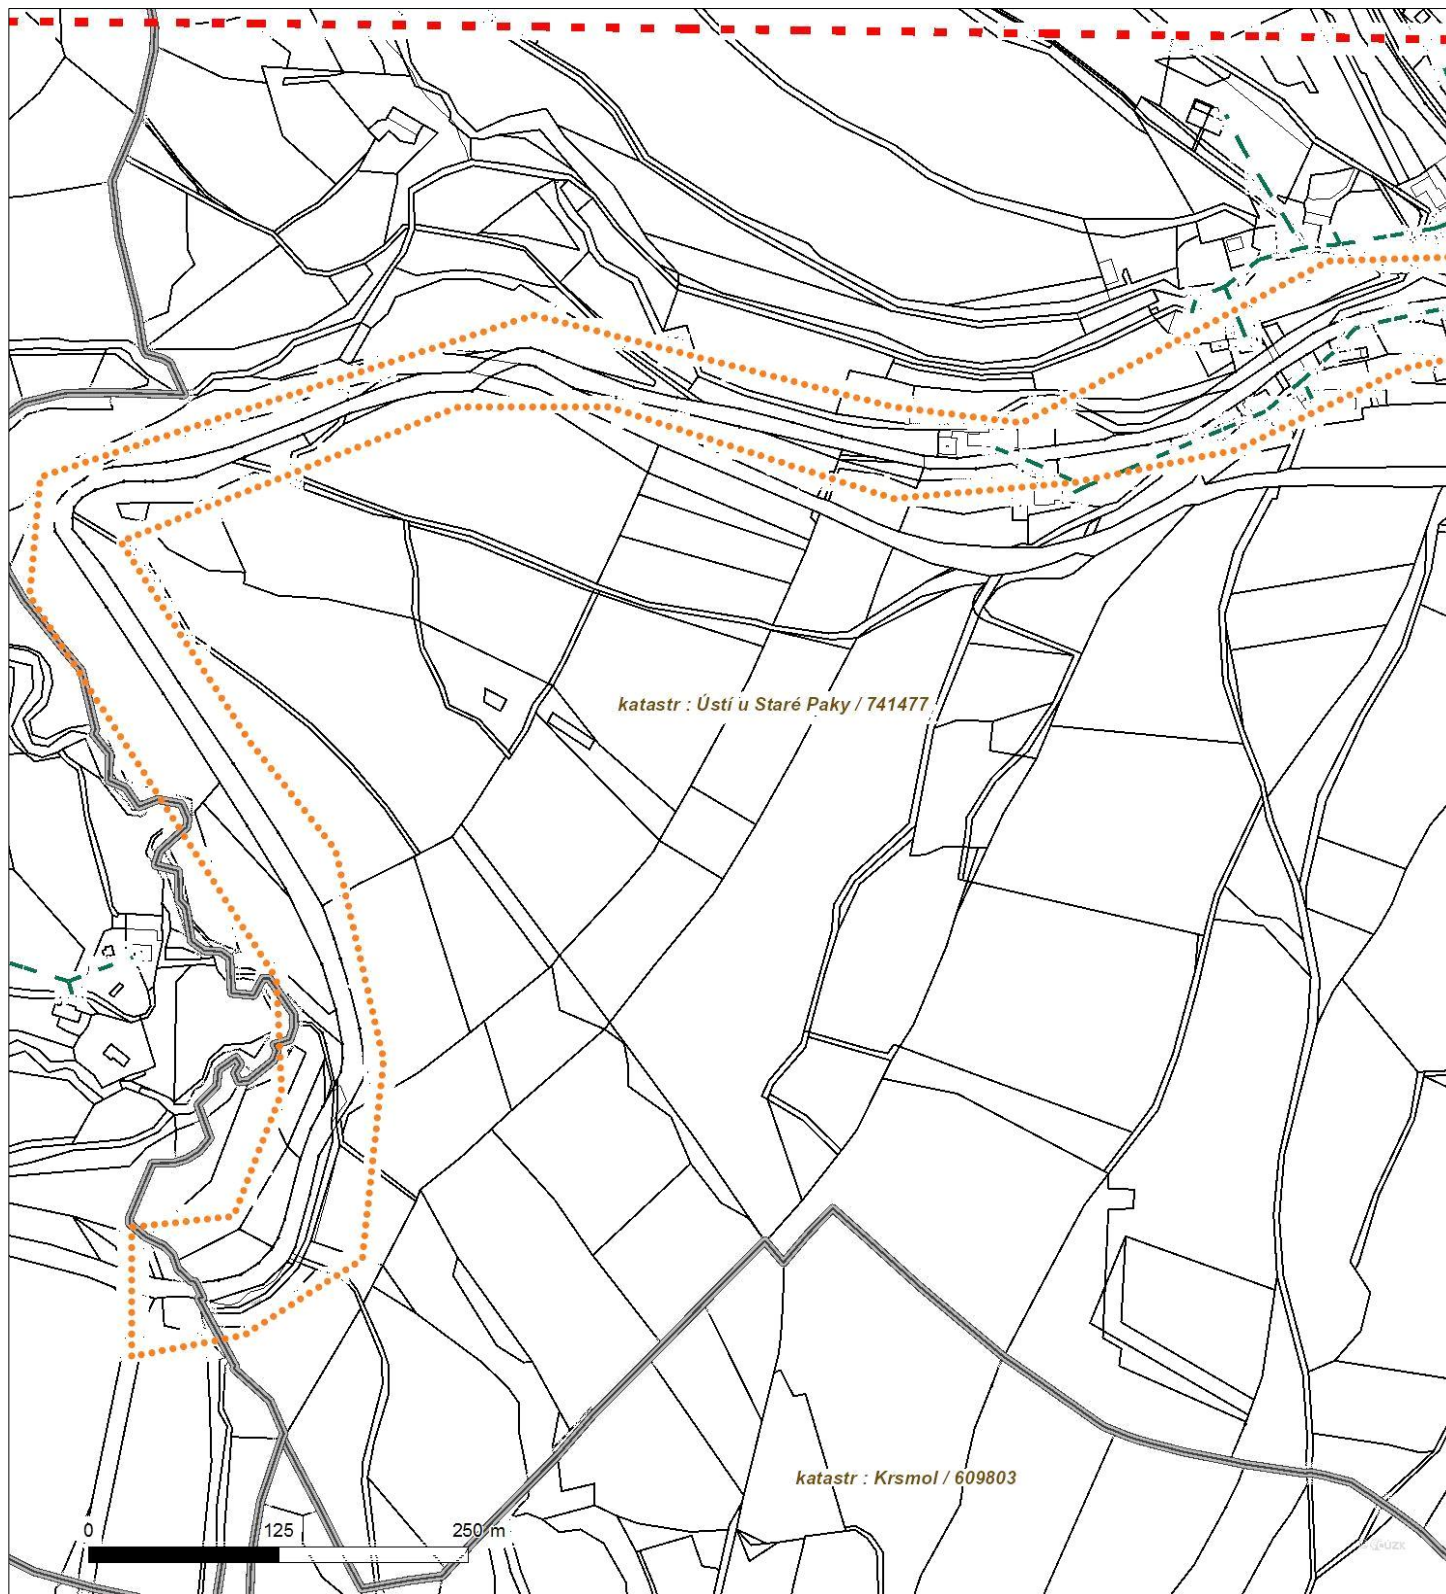 katastr : Ústí u Staré Paky / 741477
katastr : Krsmol / 609803
0 125 250 m